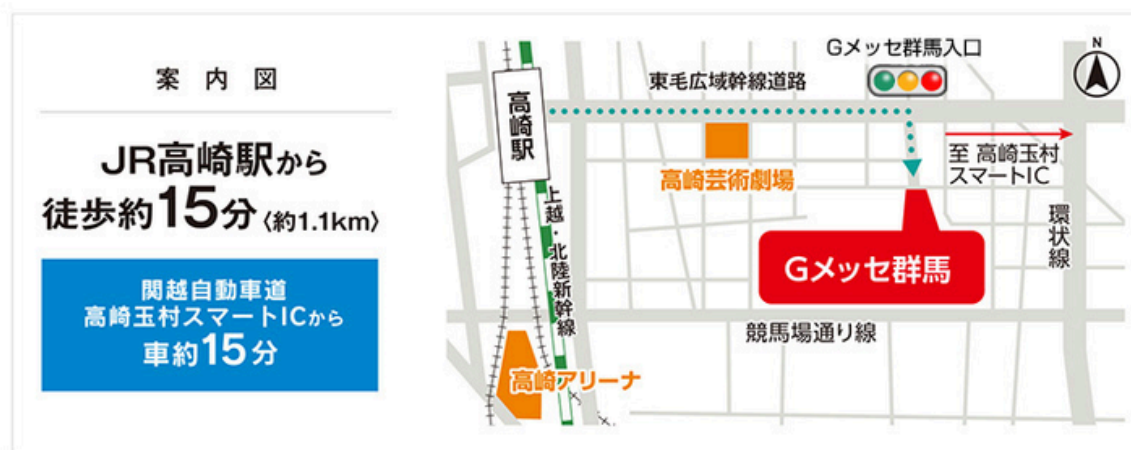 案内図
JR高崎駅から
徒歩約15分〈約1.1km〉
関越自動車道
高崎玉村スマートICから
車約15分
Gメッセ群馬入口
N
東毛広域幹線道路
高崎駅
至 高崎玉村
スマートIC
高崎芸術劇場
上越・北陸新幹線
環状線
Gメッセ群馬
競馬場通り線
高崎アリーナ